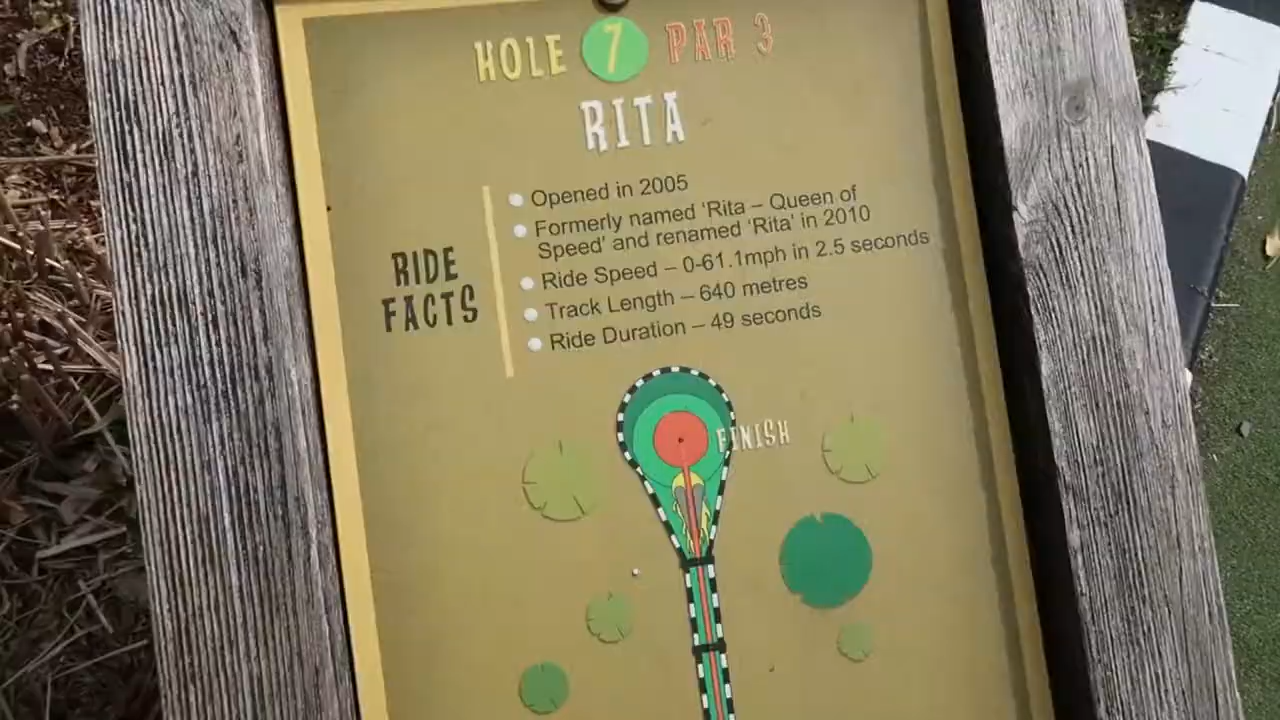 HOLE 7 PAR 3
RITA
RIDE
FACTS
Opened in 2005
Formerly named 'Rita – Queen of
Speed' and renamed 'Rita' in 2010
Ride Speed – 0-61.1mph in 2.5 seconds
Track Length – 640 metres
Ride Duration – 49 seconds
FINISH